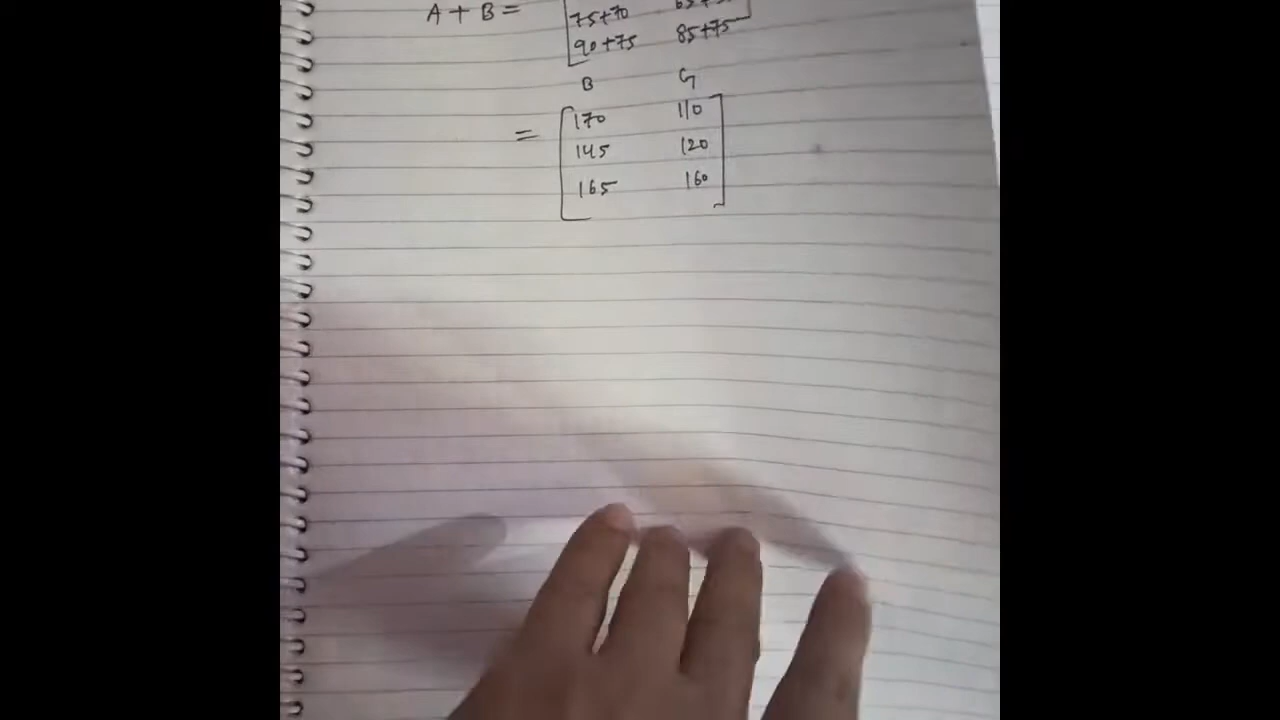 A + B =
75+70
90+75 85+75
B G
= 170 110
145 120
165 160